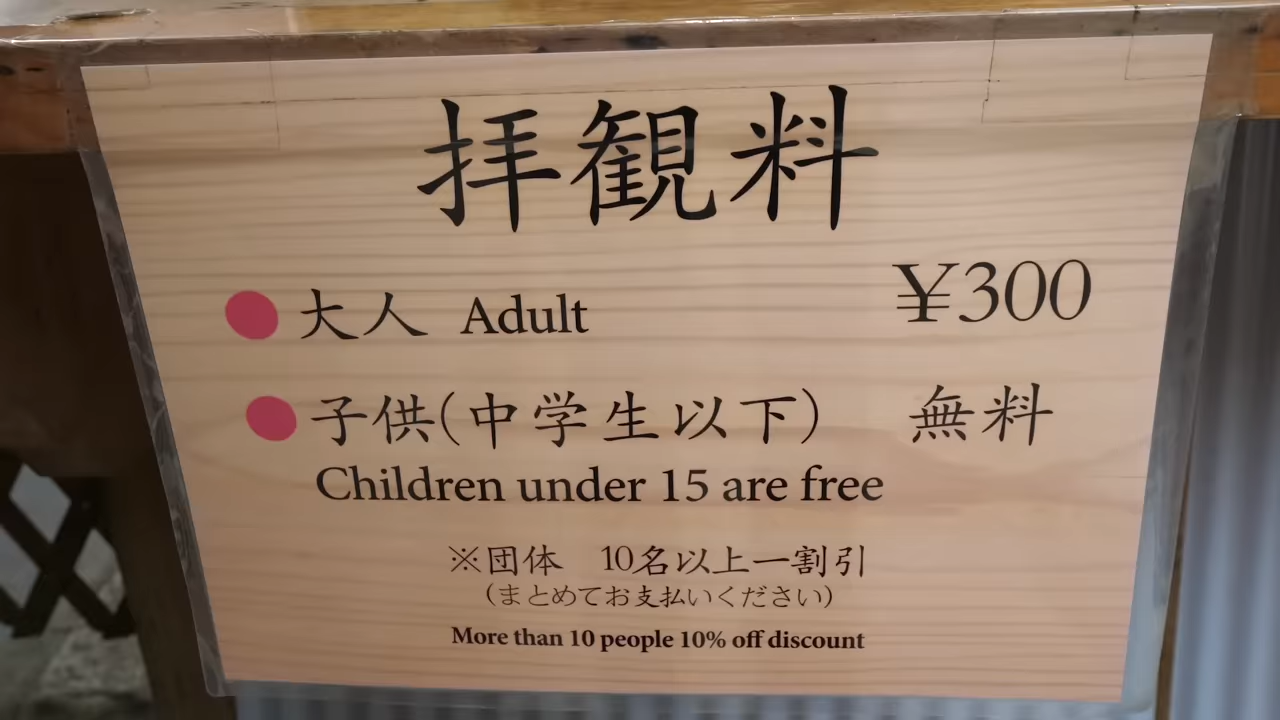 拝観料
大人 Adult ¥300
子供(中学生以下) 無料
Children under 15 are free
※団体 10名以上一割引
(まとめてお支払いください)
More than 10 people 10% off discount